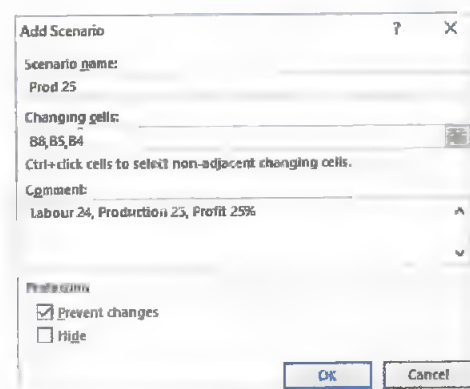 Add Scenario ? ×
Scenario name:
Prod 25
Changing cells:
B8,B5,B4
Ctrl+click cells to select non-adjacent changing cells.
Comment:
Labour 24, Production 25, Profit 25%
Protection
Prevent changes
Hide
OK Cancel